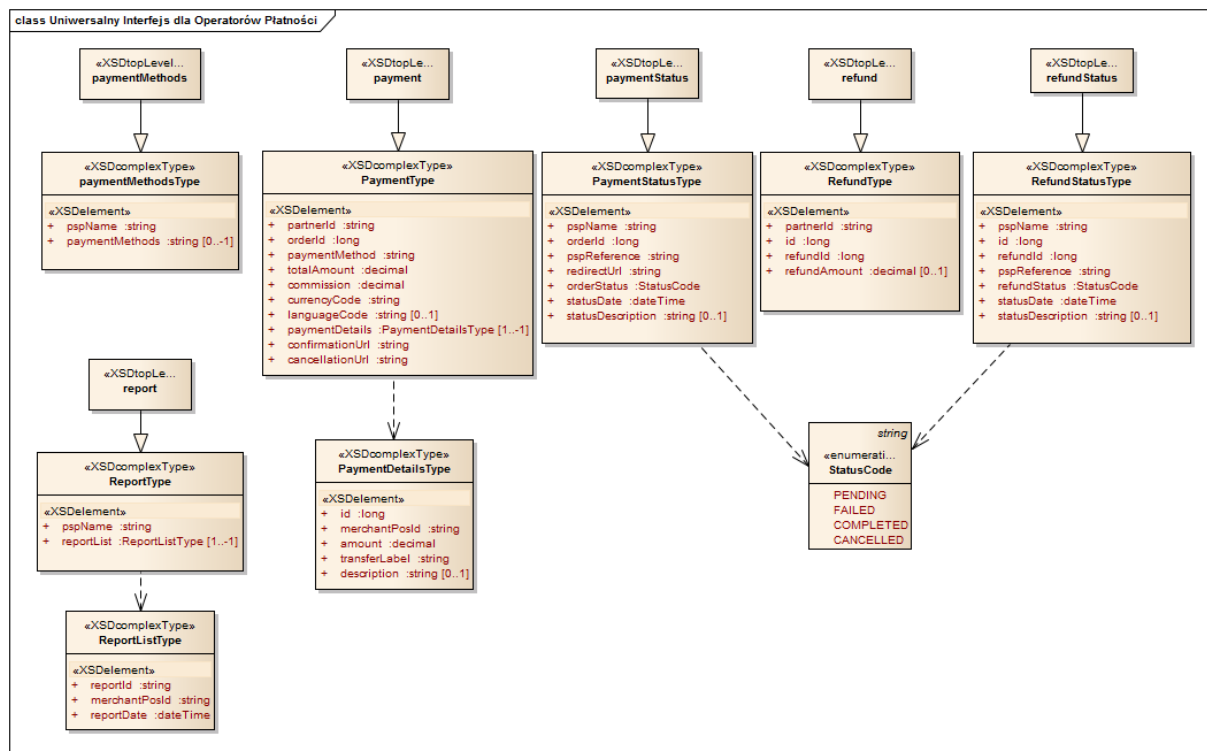 class Uniwersalny Interfejs dla Operatorów Płatności
«XSDtopLevel...
paymentMethods
«XSDtopLe...
payment
«XSDtopLe...
paymentStatus
«XSDtopLe...
refund
«XSDtopLe...
refundStatus
«XSDcomplexType»
paymentMethodsType
«XSDelement»
+ pspName :string
+ paymentMethods :string [0..-1]
«XSDcomplexType»
PaymentType
«XSDelement»
+ partnerId :string
+ orderId :long
+ paymentMethod :string
+ totalAmount :decimal
+ commission :decimal
+ currencyCode :string
+ languageCode :string [0..1]
+ paymentDetails :PaymentDetailsType [1..-1]
+ confirmationUrl :string
+ cancellationUrl :string
«XSDcomplexType»
PaymentStatusType
«XSDelement»
+ pspName :string
+ orderId :long
+ pspReference :string
+ redirectUrl :string
+ orderStatus :StatusCode
+ statusDate :dateTime
+ statusDescription :string [0..1]
«XSDcomplexType»
RefundType
«XSDelement»
+ partnerId :string
+ id :long
+ refundId :long
+ refundAmount :decimal [0..1]
«XSDcomplexType»
RefundStatusType
«XSDelement»
+ pspName :string
+ id :long
+ refundId :long
+ pspReference :string
+ refundStatus :StatusCode
+ statusDate :dateTime
+ statusDescription :string [0..1]
«XSDtopLe...
report
«XSDcomplexType»
ReportType
«XSDelement»
+ pspName :string
+ reportList :ReportListType [1..-1]
«XSDcomplexType»
PaymentDetailsType
«XSDelement»
+ id :long
+ merchantPosId :string
+ amount :decimal
+ transferLabel :string
+ description :string [0..1]
string
«enumerati...
StatusCode
PENDING
FAILED
COMPLETED
CANCELLED
«XSDcomplexType»
ReportListType
«XSDelement»
+ reportId :string
+ merchantPosId :string
+ reportDate :dateTime